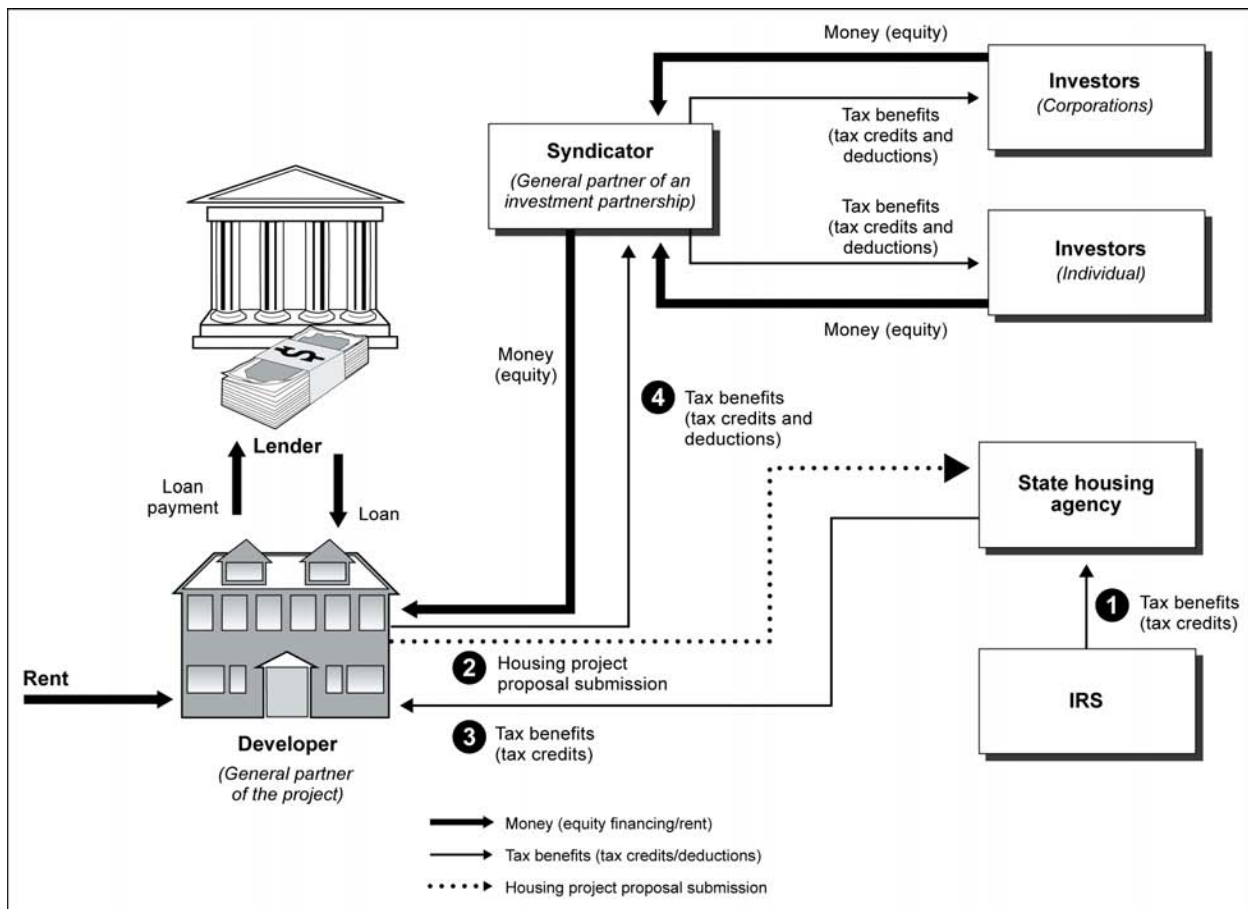 Money (equity)
Investors
(Corporations)
Tax benefits
(tax credits and
deductions)
Syndicator
(General partner of an
investment partnership)
Tax benefits
(tax credits and
deductions)
Investors
(Individual)
Money (equity)
Money
(equity)
4
Tax benefits
(tax credits and
deductions)
$
Lender
Loan
payment
Loan
State housing
agency
1
Tax benefits
(tax credits)
2
Housing project
proposal submission
Rent
IRS
3
Tax benefits
(tax credits)
Developer
(General partner
of the project)
Money (equity financing/rent)
Tax benefits (tax credits/deductions)
Housing project proposal submission